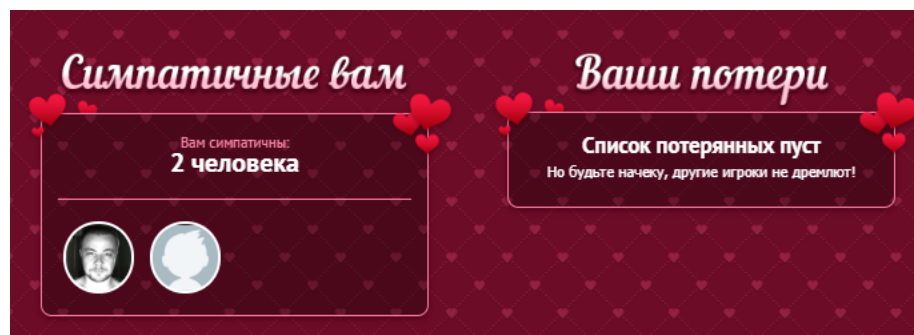 Симпатичные вам
Вам симпатичны:
2 человека
Ваши потери
Список потерянных пуст
Но будьте начеку, другие игроки не дремлют!